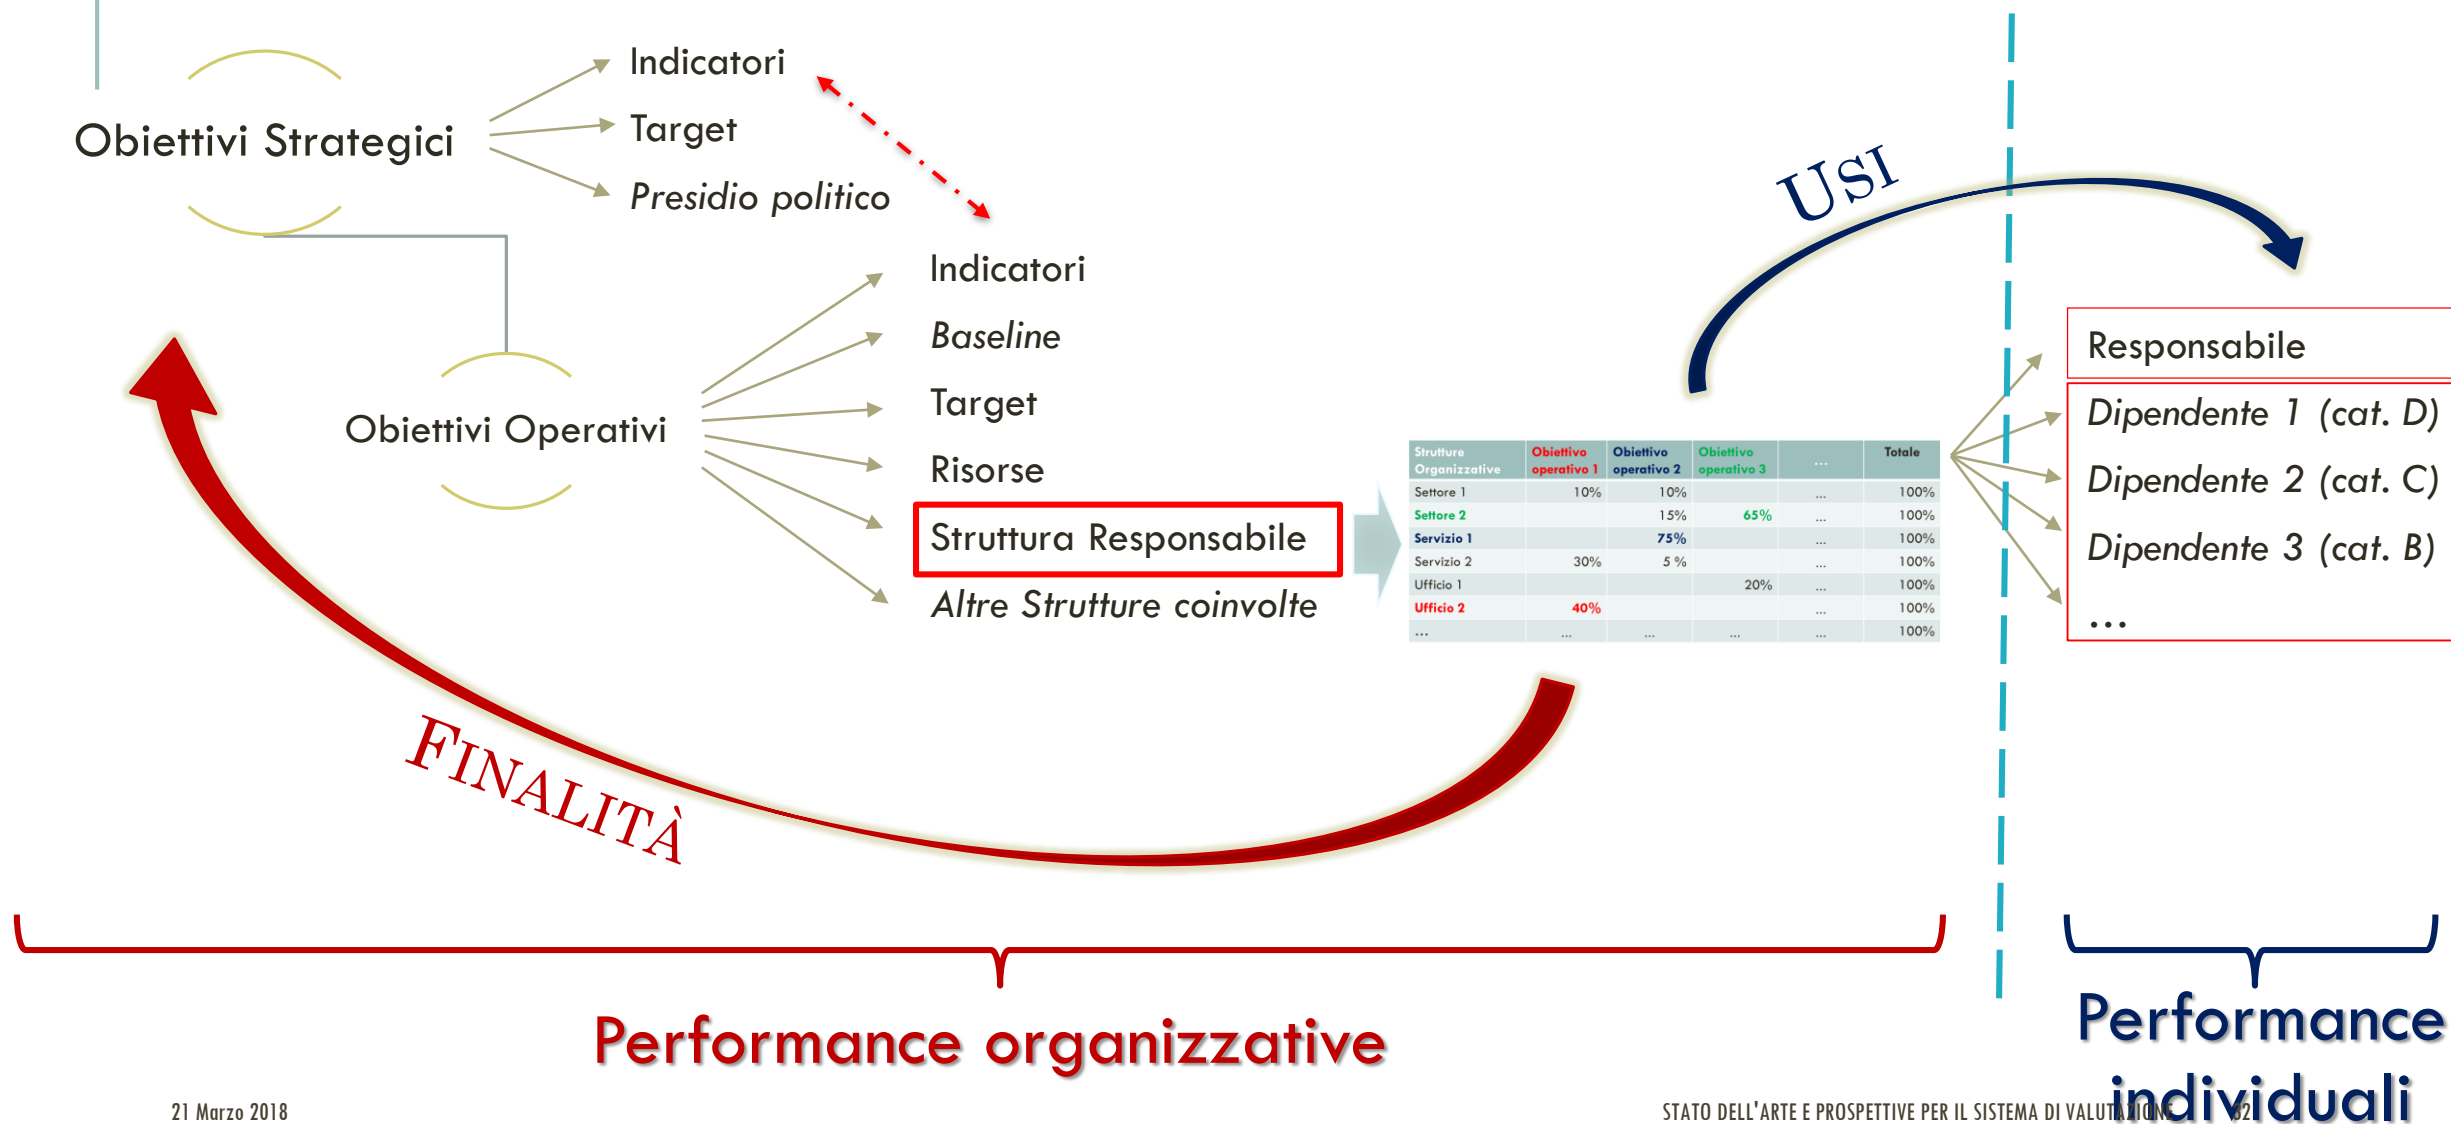 Obiettivi Strategici
Indicatori
Target
Presidio politico
Obiettivi Operativi
Indicatori
Baseline
Target
Risorse
Struttura Responsabile
Altre Strutture coinvolte
Strutture Organizzative Obiettivo operativo 1 Obiettivo operativo 2 Obiettivo operativo 3 ... Totale
Settore 1 10% 10% ... 100%
Settore 2 15% 65% ... 100%
Servizio 1 75% ... 100%
Servizio 2 30% 5 % ... 100%
Ufficio 1 20% ... 100%
Ufficio 2 40% ... 100%
... ... ... ... ... 100%
USI
Responsabile
Dipendente 1 (cat. D)
Dipendente 2 (cat. C)
Dipendente 3 (cat. B)
...
FINALITÀ
Performance organizzative
Performance
individuali
21 Marzo 2018
STATO DELL'ARTE E PROSPETTIVE PER IL SISTEMA DI VALUTAZIONE
32